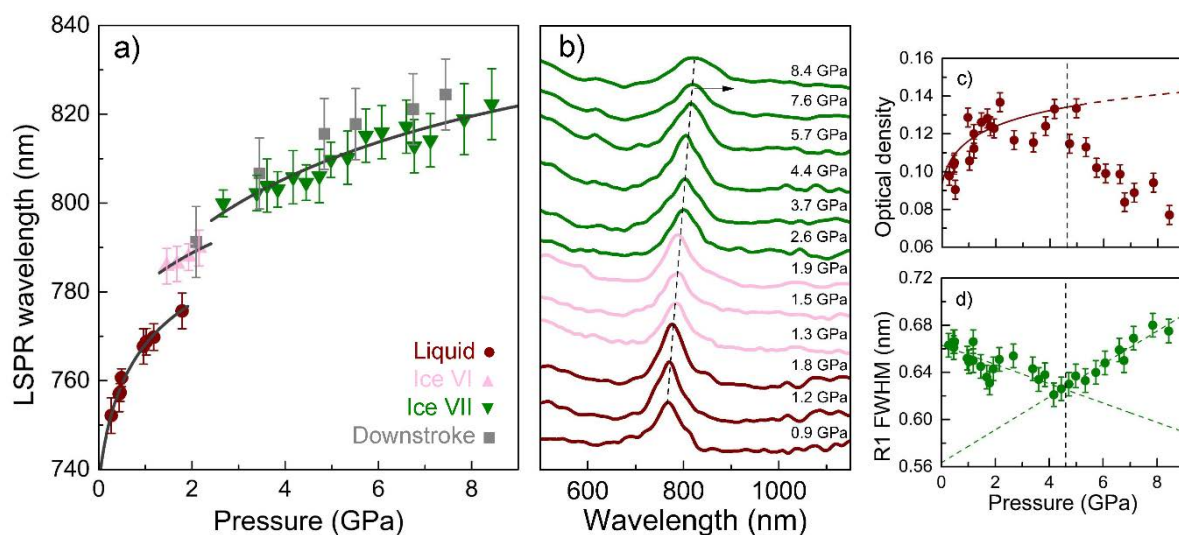 a)
LSPR wavelength (nm)
840
820
800
780
760
740
Liquid
Ice VI
Ice VII
Downstroke
0 2 4 6 8
Pressure (GPa)
b)
8.4 GPa
7.6 GPa
5.7 GPa
4.4 GPa
3.7 GPa
2.6 GPa
1.9 GPa
1.5 GPa
1.3 GPa
1.8 GPa
1.2 GPa
0.9 GPa
600 800 1000
Wavelength (nm)
c)
Optical density
0.16
0.14
0.12
0.10
0.08
0.06
d)
R1 FWHM (nm)
0.72
0.68
0.64
0.60
0.56
0 2 4 6 8
Pressure (GPa)